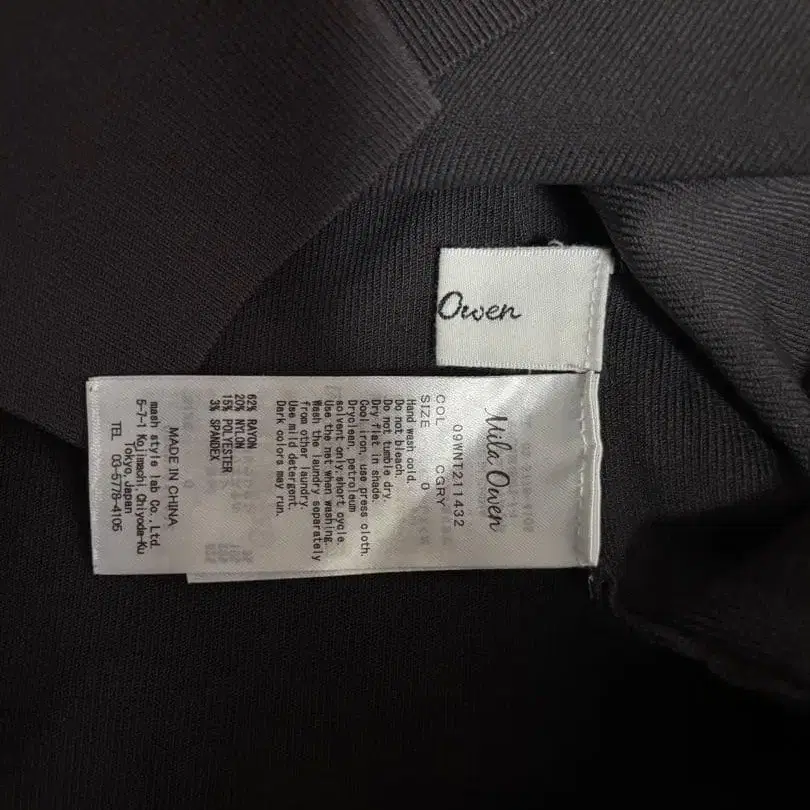 Owen
Mila Owen
09WNT211432
COL CGRY
SIZE 0
Hand wash cold.
Do not bleach.
Do not tumble dry.
Dry flat in shade.
Cool iron, use press cloth.
Dryclean, petroleum
solvent only, short cycle.
Use the net when washing.
Wash the laundry separately
from other laundry.
Use mild detergent.
Dark colors may run.
62% RAYON
20% NYLON
15% POLYESTER
3% SPANDEX
MADE IN CHINA
mash style lab Co., Ltd.
5-7-1 Kojimachi Chiyoda-Ku
Tokyo, Japan
TEL 03-5778-4105